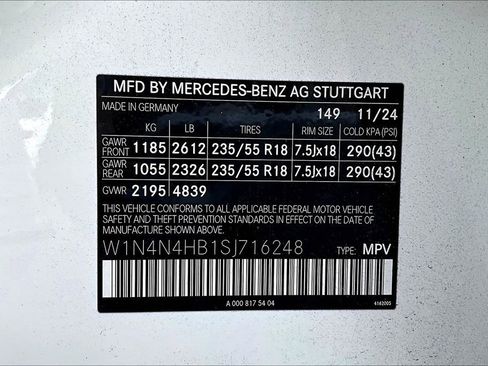 MFD BY MERCEDES-BENZ AG STUTTGART
MADE IN GERMANY 149 11/24
KG LB TIRES RIM SIZE COLD KPA (PSI)
GAWR FRONT 1185 2612 235/55 R18 7.5Jx18 290(43)
GAWR REAR 1055 2326 235/55 R18 7.5Jx18 290(43)
GVWR 2195 4839
THIS VEHICLE CONFORMS TO ALL APPLICABLE FEDERAL MOTOR VEHICLE
SAFETY AND THEFT PREVENTION STANDARDS IN EFFECT ON THE DATE
OF MANUFACTURE SHOWN ABOVE.
W1N4N4HB1SJ716248 TYPE: MPV
A 000 817 54 04 4162005